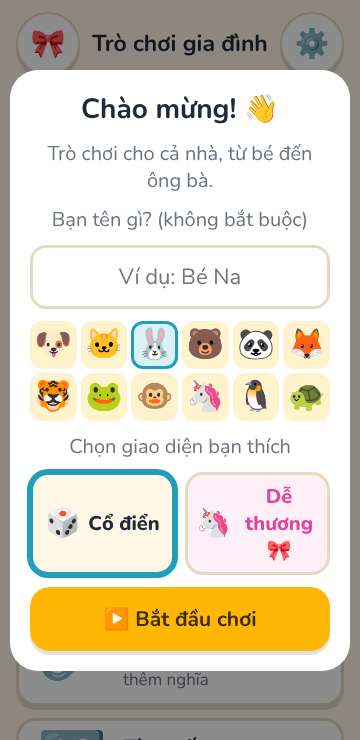 Trò chơi gia đình
Chào mừng! 👋
Trò chơi cho cả nhà, từ bé đến
ông bà.
Bạn tên gì? (không bắt buộc)
Ví dụ: Bé Na
Chọn giao diện bạn thích
Cổ điển
Dễ
thương
🎀
▶️ Bắt đầu chơi
thêm nghĩa